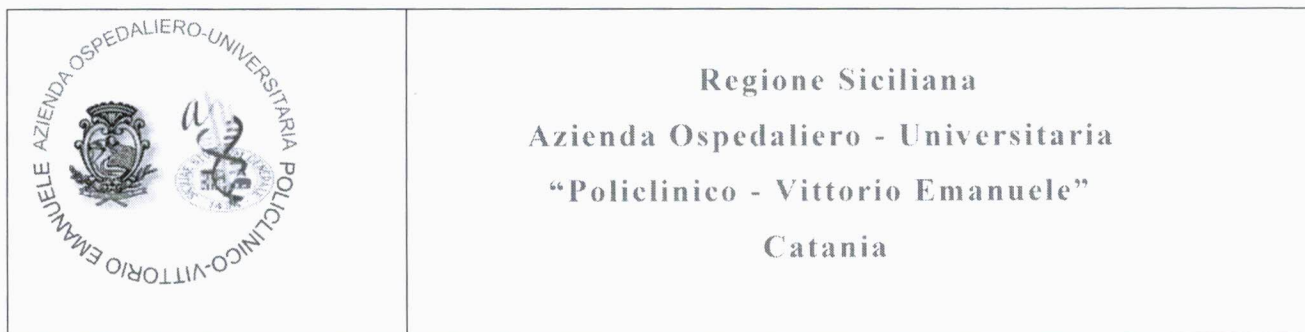 AZIENDA OSPEDALIERO-UNIVERSITARIA POLICLINICO-VITTORIO EMANUELE
Regione Siciliana
Azienda Ospedaliero - Universitaria
“Policlinico - Vittorio Emanuele”
Catania